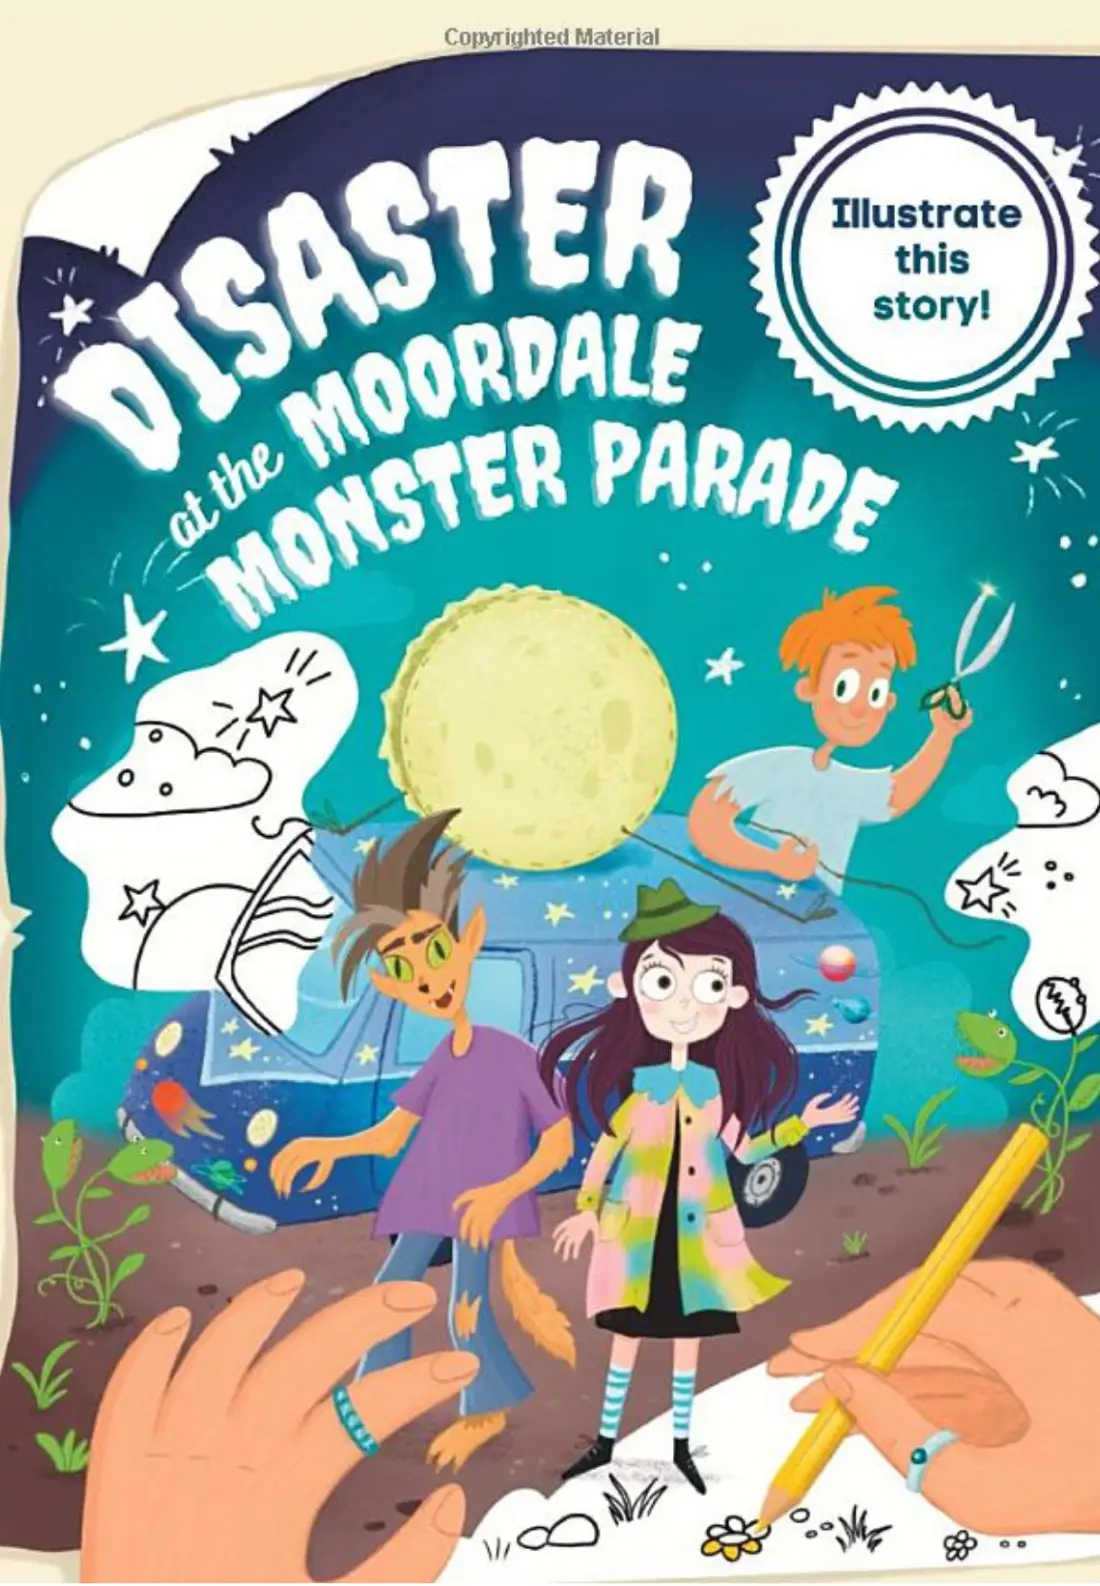 Copyrighted Material
DISASTER
at the MOORDALE
MONSTER PARADE
Illustrate
this
story!